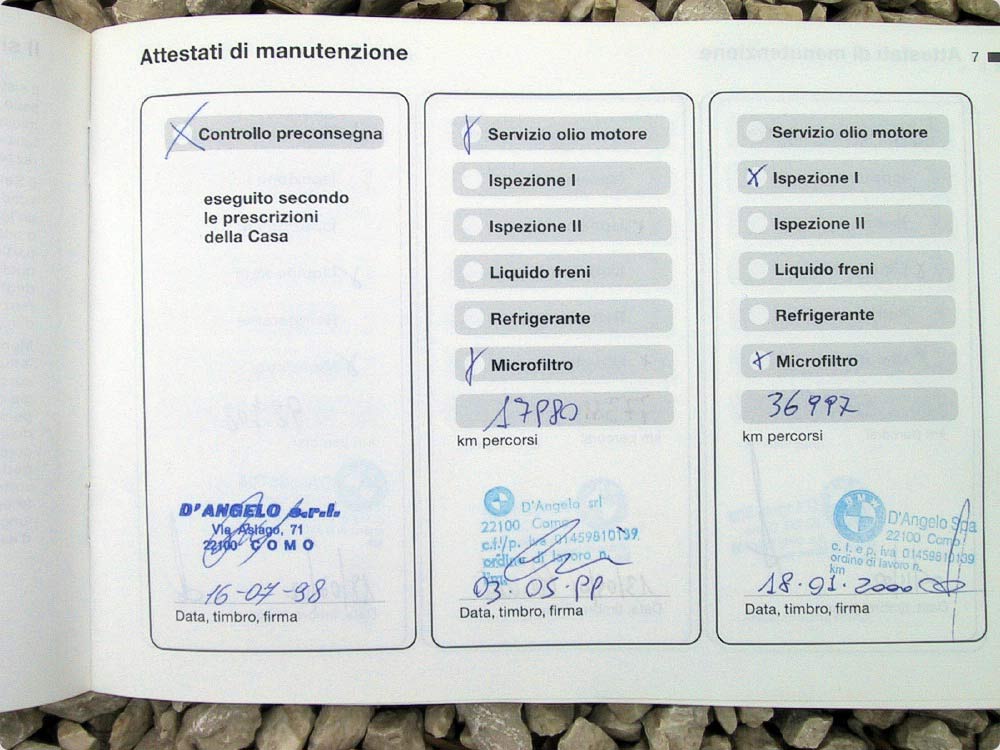 Attestati di manutenzione
7
X Controllo preconsegna
eseguito secondo
le prescrizioni
della Casa
D'ANGELO s.r.l.
Via Asiago, 71
22100 COMO
16-07-98
Data, timbro, firma
X Servizio olio motore
Ispezione I
Ispezione II
Liquido freni
Refrigerante
X Microfiltro
17980
km percorsi
D'Angelo srl
22100 Como
c.f./p. iva 01459810139
ordine di lavoro n.
03.05.99
Data, timbro, firma
Servizio olio motore
X Ispezione I
Ispezione II
Liquido freni
Refrigerante
X Microfiltro
36997
km percorsi
BMW
D'Angelo Spa
22100 Como
c. f. e p. iva 01459810139
ordine di lavoro n.
km
18.01.2000
Data, timbro, firma